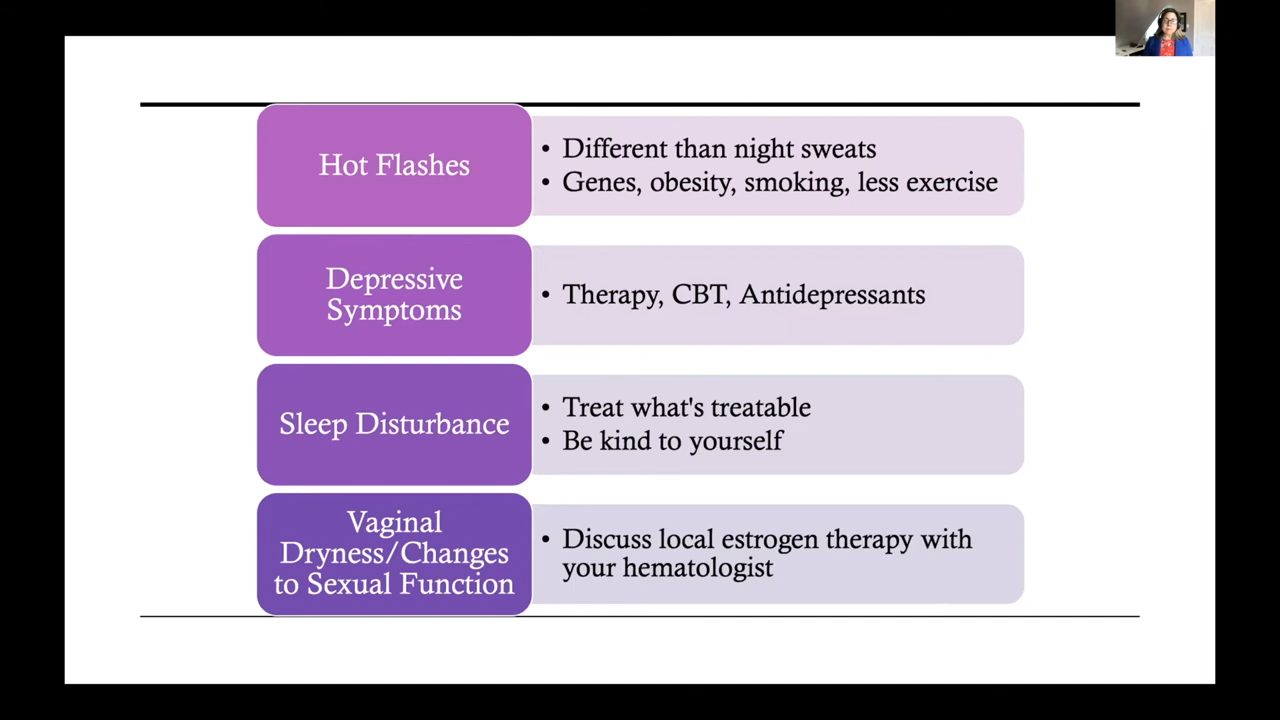 Hot Flashes
• Different than night sweats
• Genes, obesity, smoking, less exercise
Depressive
Symptoms
• Therapy, CBT, Antidepressants
Sleep Disturbance
• Treat what's treatable
• Be kind to yourself
Vaginal
Dryness/Changes
to Sexual Function
• Discuss local estrogen therapy with
your hematologist